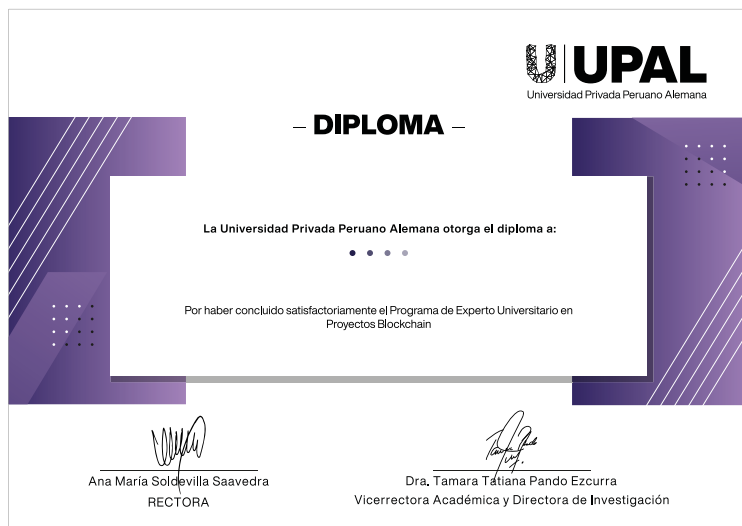 UPAL
Universidad Privada Peruano Alemana
DIPLOMA
La Universidad Privada Peruano Alemana otorga el diploma a:
Por haber concluido satisfactoriamente el Programa de Experto Universitario en
Proyectos Blockchain
Ana María Soldevilla Saavedra
RECTORA
Dra. Tamara Tatiana Pando Ezcurra
Vicerrectora Académica y Directora de Investigación